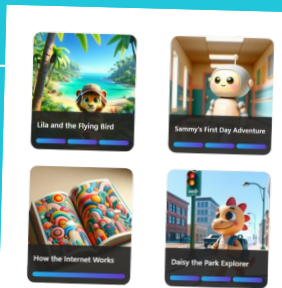 Lila and the Flying Bird
Sammy's First Day Adventure
How the Internet Works
Daisy the Park Explorer